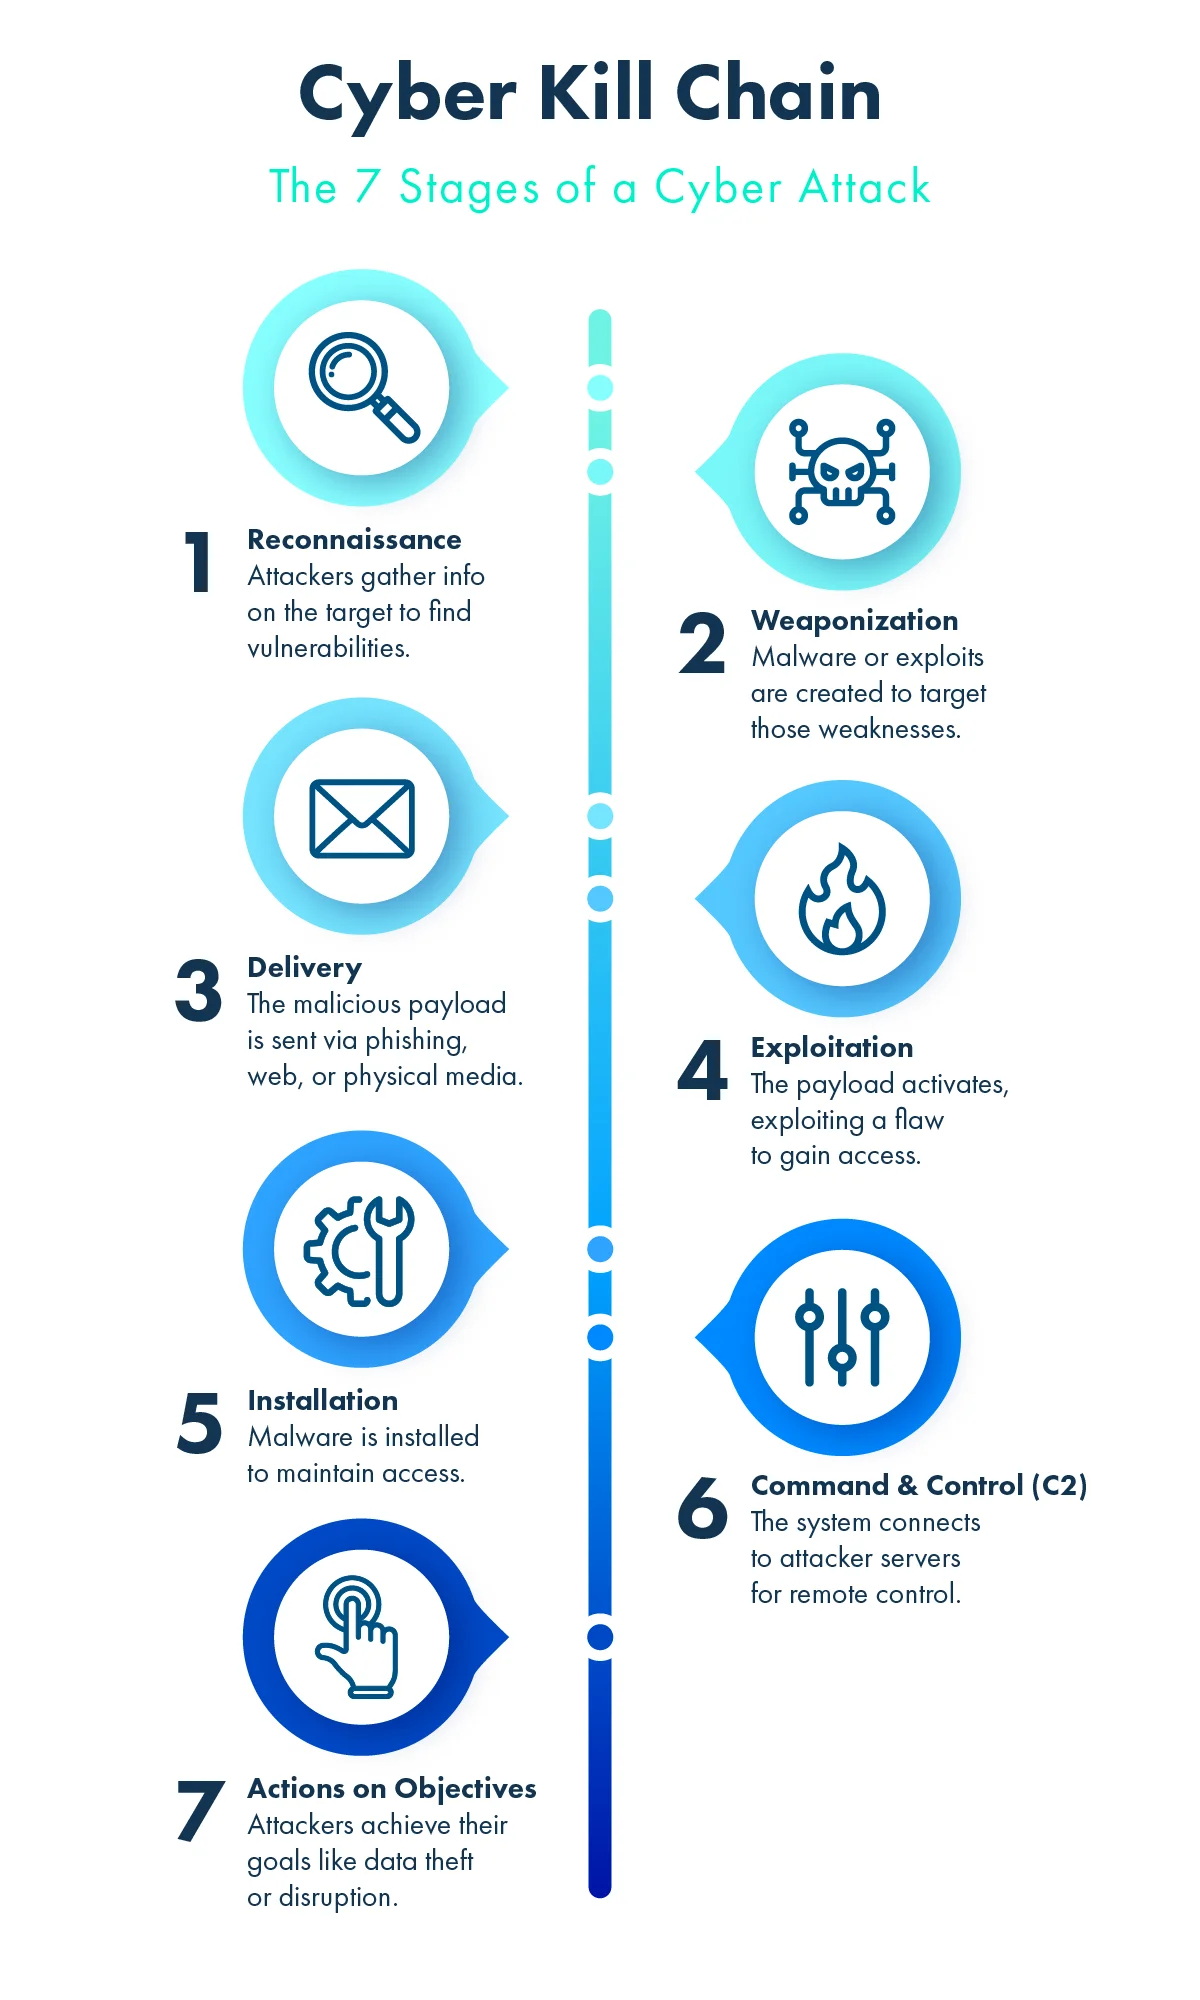 Cyber Kill Chain
The 7 Stages of a Cyber Attack
1
Reconnaissance
Attackers gather info
on the target to find
vulnerabilities.
2
Weaponization
Malware or exploits
are created to target
those weaknesses.
3
Delivery
The malicious payload
is sent via phishing,
web, or physical media.
4
Exploitation
The payload activates,
exploiting a flaw
to gain access.
5
Installation
Malware is installed
to maintain access.
6
Command & Control (C2)
The system connects
to attacker servers
for remote control.
7
Actions on Objectives
Attackers achieve their
goals like data theft
or disruption.